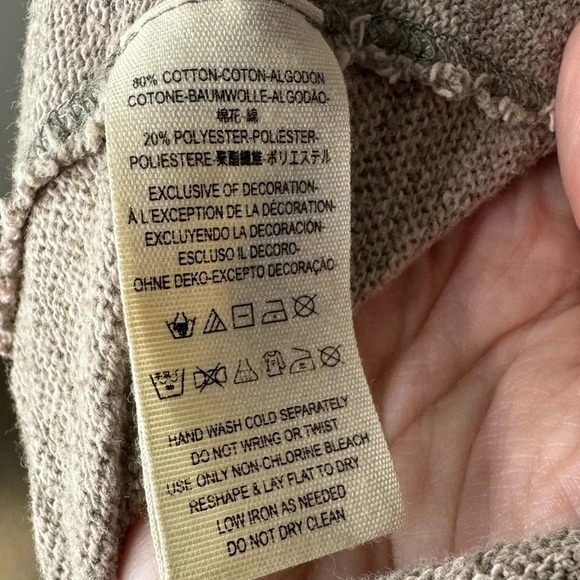 80% COTTON-COTON-ALGODÓN
COTONE-BAUMWOLLE-ALGODÃO-
棉花-綿
20% POLYESTER-POLIÉSTER-
POLIESTERE-聚酯纖維-ポリエステル
EXCLUSIVE OF DECORATION-
À L'EXCEPTION DE LA DÉCORATION-
EXCLUYENDO LA DECORACIÓN-
ESCLUSO IL DECORO-
OHNE DEKO-EXCEPTO DECORAÇÃO-
HAND WASH COLD SEPARATELY
DO NOT WRING OR TWIST
USE ONLY NON-CHLORINE BLEACH
RESHAPE & LAY FLAT TO DRY
LOW IRON AS NEEDED
DO NOT DRY CLEAN